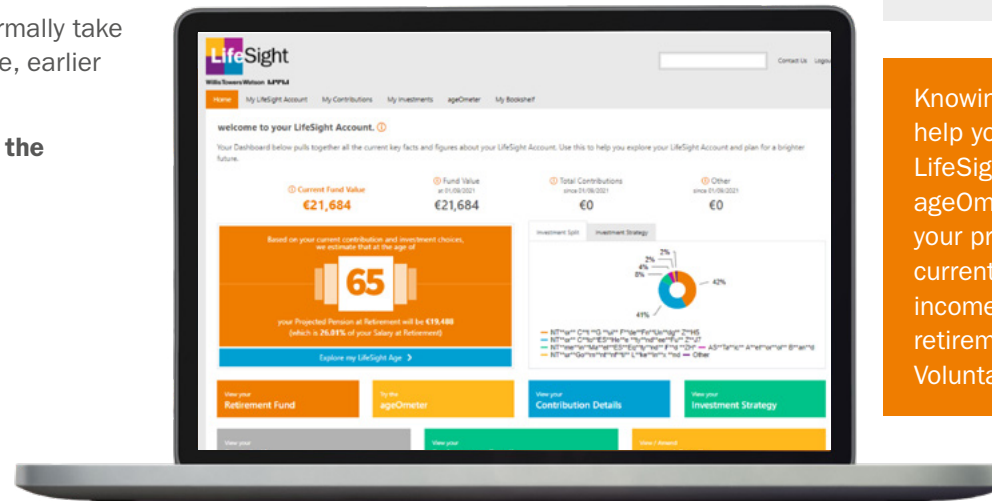 rmally take
e, earlier
the
LifeSight
Willis Towers Watson
Contact Us Logou
Home My LifeSight Account My Contributions My Investments ageOmeter My Bookshelf
welcome to your LifeSight Account.
Your Dashboard below pulls together all the current key facts and figures about your LifeSight Account. Use this to help you explore your LifeSight Account and plan for a brighter
future.
Current Fund Value
€21,684
Fund Value
at 01/09/2021
€21,684
Total Contributions
since 01/09/2021
€0
Other
since 01/09/2021
€0
Based on your current contribution and investment choices,
we estimate that at the age of
65
your Projected Pension at Retirement will be €19,488
(which is 26.01% of your Salary at Retirement)
Explore my LifeSight Age
Investment Split Investment Strategy
2%
2%
4%
8%
42%
41%
Other
View your
Retirement Fund
Try the
ageOmeter
View your
Contribution Details
View your
Investment Strategy
View your
View your
View / Amend
Knowin
help yo
LifeSig
ageOm
your pr
current
income
retirem
Volunta